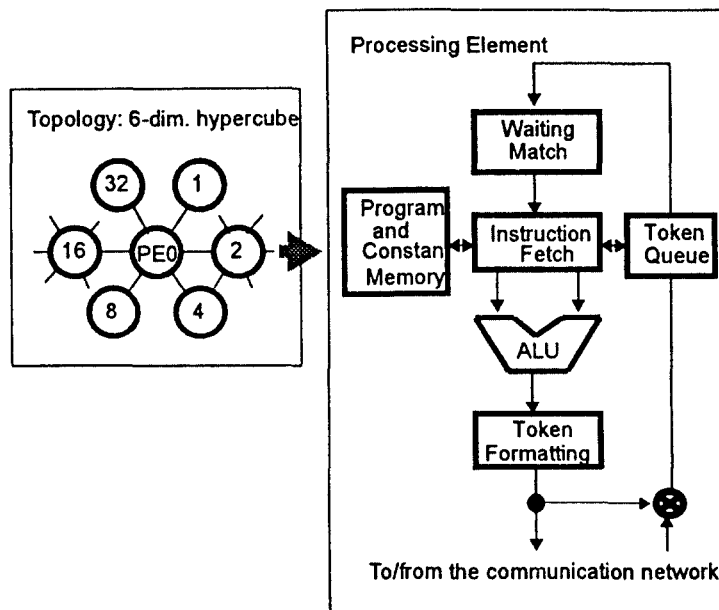 Processing Element
Topology: 6-dim. hypercube
32
1
16
PE0
2
8
4
Waiting
Match
Program
and
Constan
Memory
Instruction
Fetch
Token
Queue
ALU
Token
Formatting
To/from the communication network